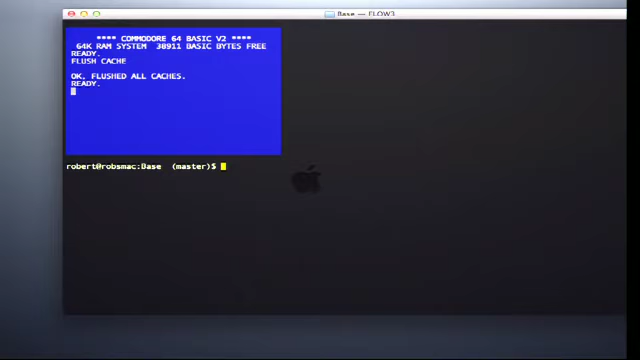 Base — FLOW3
**** COMMODORE 64 BASIC V2 ****
64K RAM SYSTEM 38911 BASIC BYTES FREE
READY.
FLUSH CACHE
OK, FLUSHED ALL CACHES.
READY.
robert@robsmac:Base (master)$